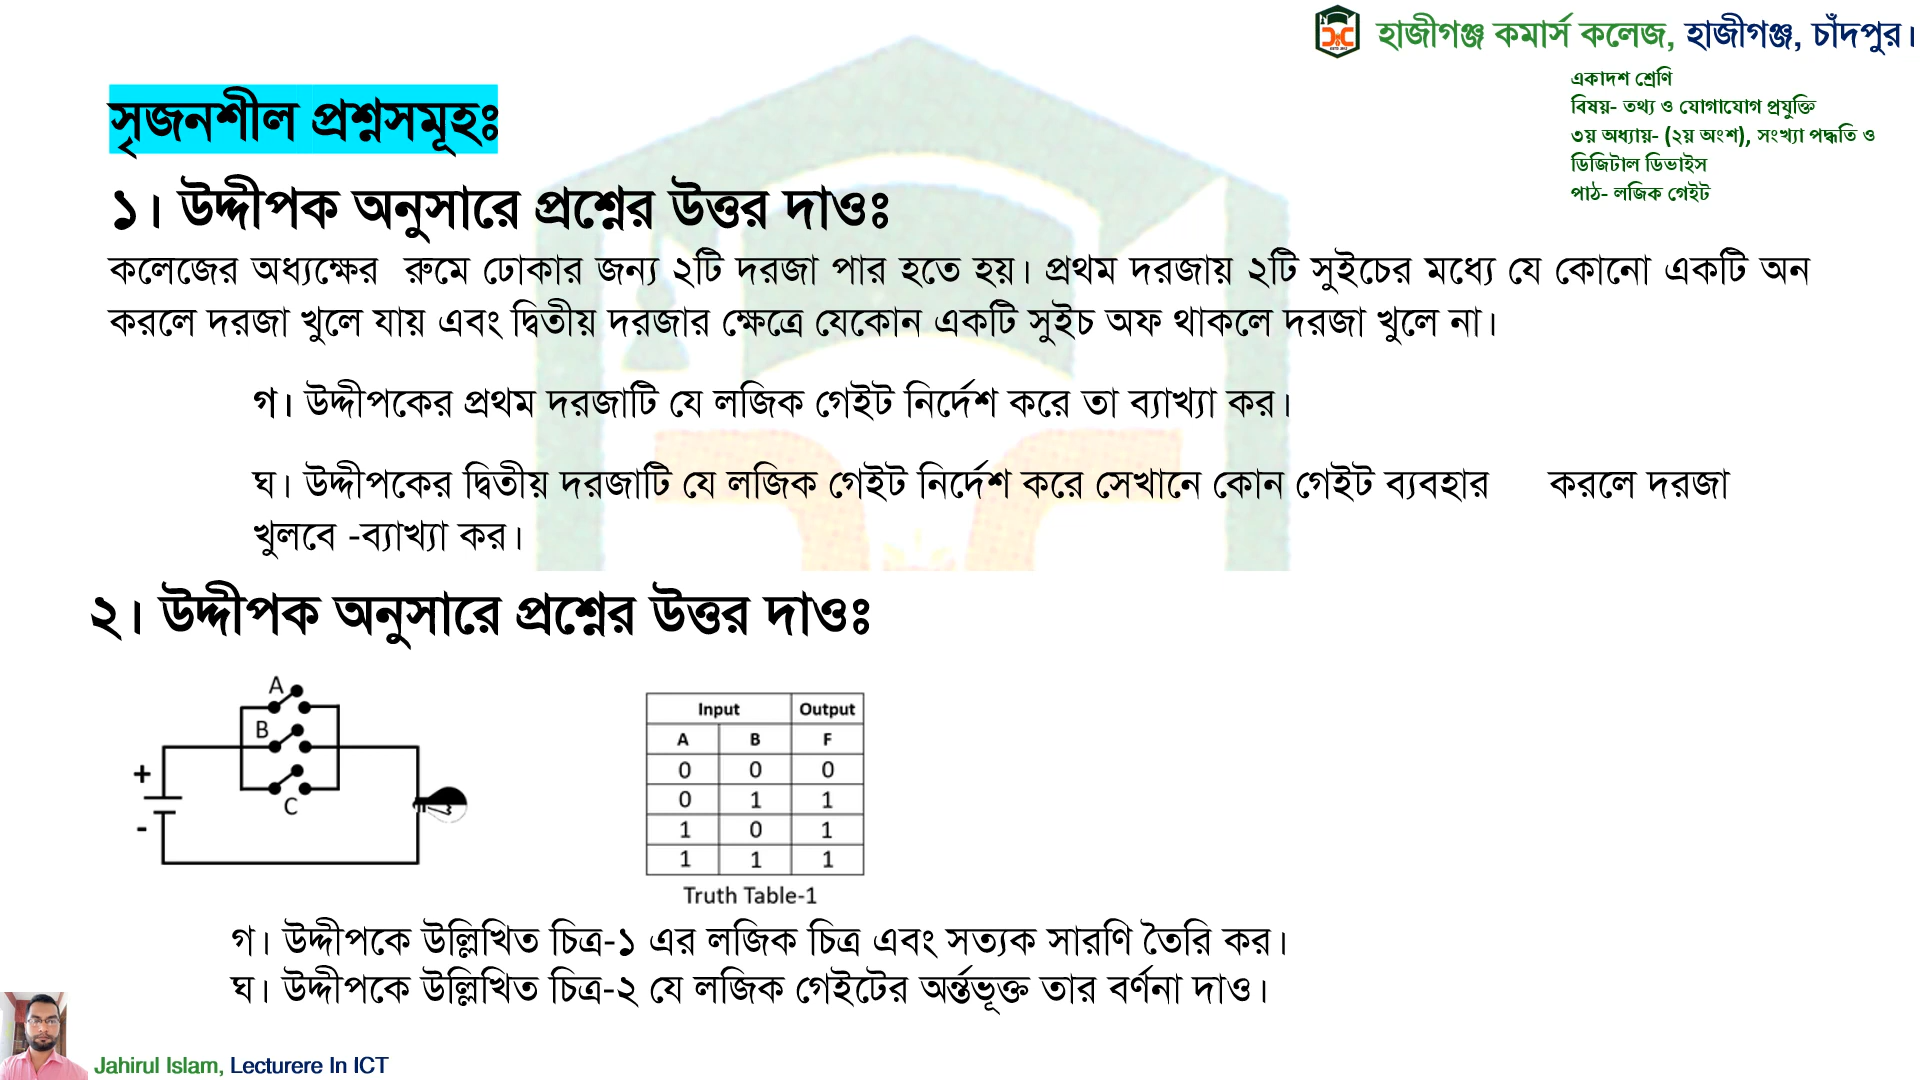 হাজীগঞ্জ কমার্স কলেজ, হাজীগঞ্জ, চাঁদপুর।
একাদশ শ্রেণি
বিষয়- তথ্য ও যোগাযোগ প্রযুক্তি
৩য় অধ্যায়- (২য় অংশ), সংখ্যা পদ্ধতি ও
ডিজিটাল ডিভাইস
পাঠ- লজিক গেইট
সৃজনশীল প্রশ্নসমূহঃ
১। উদ্দীপক অনুসারে প্রশ্নের উত্তর দাওঃ
কলেজের অধ্যক্ষের রুমে ঢোকার জন্য ২টি দরজা পার হতে হয়। প্রথম দরজায় ২টি সুইচের মধ্যে যে কোনো একটি অন
করলে দরজা খুলে যায় এবং দ্বিতীয় দরজার ক্ষেত্রে যেকোন একটি সুইচ অফ থাকলে দরজা খুলে না।
গ। উদ্দীপকের প্রথম দরজাটি যে লজিক গেইট নির্দেশ করে তা ব্যাখ্যা কর।
ঘ। উদ্দীপকের দ্বিতীয় দরজাটি যে লজিক গেইট নির্দেশ করে সেখানে কোন গেইট ব্যবহার করলে দরজা
খুলবে -ব্যাখ্যা কর।
২। উদ্দীপক অনুসারে প্রশ্নের উত্তর দাওঃ
A
B
C
+
-
Input Output
A B F
0 0 0
0 1 1
1 0 1
1 1 1
Truth Table-1
গ। উদ্দীপকে উল্লিখিত চিত্র-১ এর লজিক চিত্র এবং সত্যক সারণি তৈরি কর।
ঘ। উদ্দীপকে উল্লিখিত চিত্র-২ যে লজিক গেইটের অর্ন্তভূক্ত তার বর্ণনা দাও।
Jahirul Islam, Lecturere In ICT